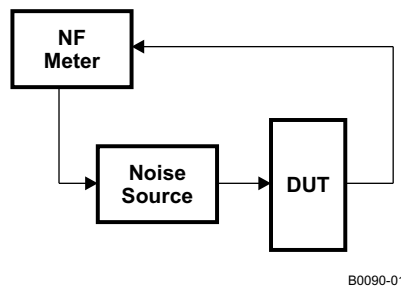 NF
Meter
Noise
Source
DUT
B0090-01